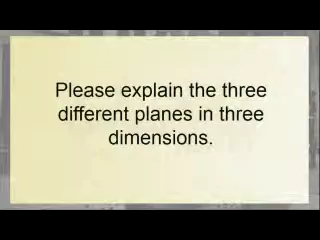 Please explain the three
different planes in three
dimensions.